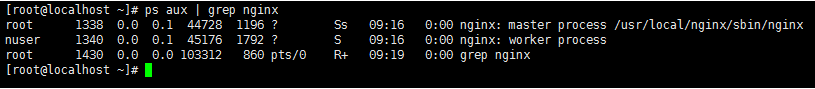 [root@localhost ~]# ps aux | grep nginx
root      1338  0.0  0.1  44728  1196 ?        Ss   09:16   0:00 nginx: master process /usr/local/nginx/sbin/nginx
nuser     1340  0.0  0.1  45176  1792 ?        S    09:16   0:00 nginx: worker process
root      1430  0.0  0.0 103312   860 pts/0    R+   09:19   0:00 grep nginx
[root@localhost ~]#